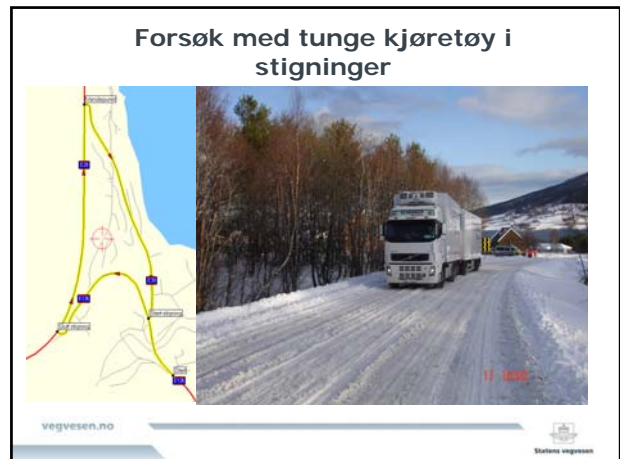 Forsøk med tunge kjøretøy i
stigninger
vegvesen.no
Statens vegvesen